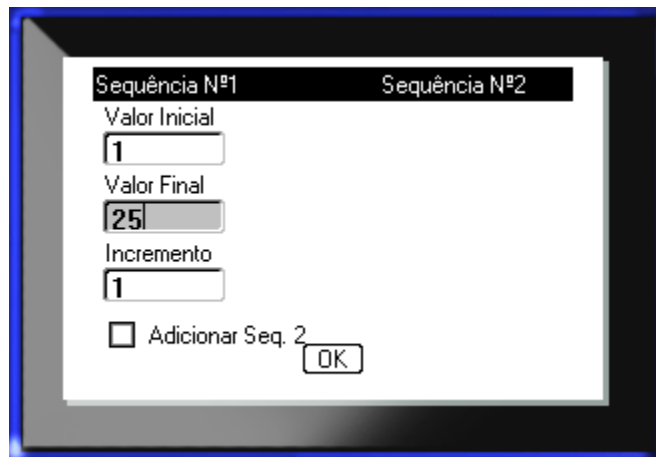 Sequência Nº1 Sequência Nº2
Valor Inicial
1
Valor Final
25
Incremento
1
Adicionar Seq. 2
OK